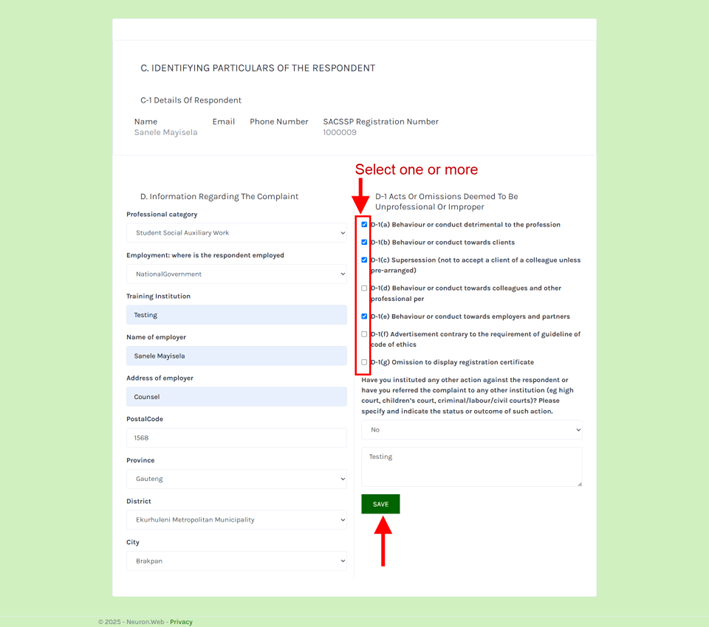 C. IDENTIFYING PARTICULARS OF THE RESPONDENT
C-1 Details Of Respondent
Name Email Phone Number SACSSP Registration Number
Sanele Mayisela 1000009
Select one or more
D. Information Regarding The Complaint
Professional category
Student Social Auxiliary Work
Employment: where is the respondent employed
NationalGovernment
Training Institution
Testing
Name of employer
Sanele Mayisela
Address of employer
Counsel
PostalCode
1568
Province
Gauteng
District
Ekurhuleni Metropolitan Municipality
City
Brakpan
D-1 Acts Or Omissions Deemed To Be
Unprofessional Or Improper
D-1(a) Behaviour or conduct detrimental to the profession
D-1(b) Behaviour or conduct towards clients
D-1(c) Supersession (not to accept a client of a colleague unless
pre-arranged)
D-1(d) Behaviour or conduct towards colleagues and other
professional per
D-1(e) Behaviour or conduct towards employers and partners
D-1(f) Advertisement contrary to the requirement of guideline of
code of ethics
D-1(g) Omission to display registration certificate
Have you instituted any other action against the respondent or
have you referred the complaint to any other institution (eg high
court, children's court, criminal/labour/civil courts)? Please
specify and indicate the status or outcome of such action.
No
Testing
SAVE
© 2025 - Neuron.Web - Privacy